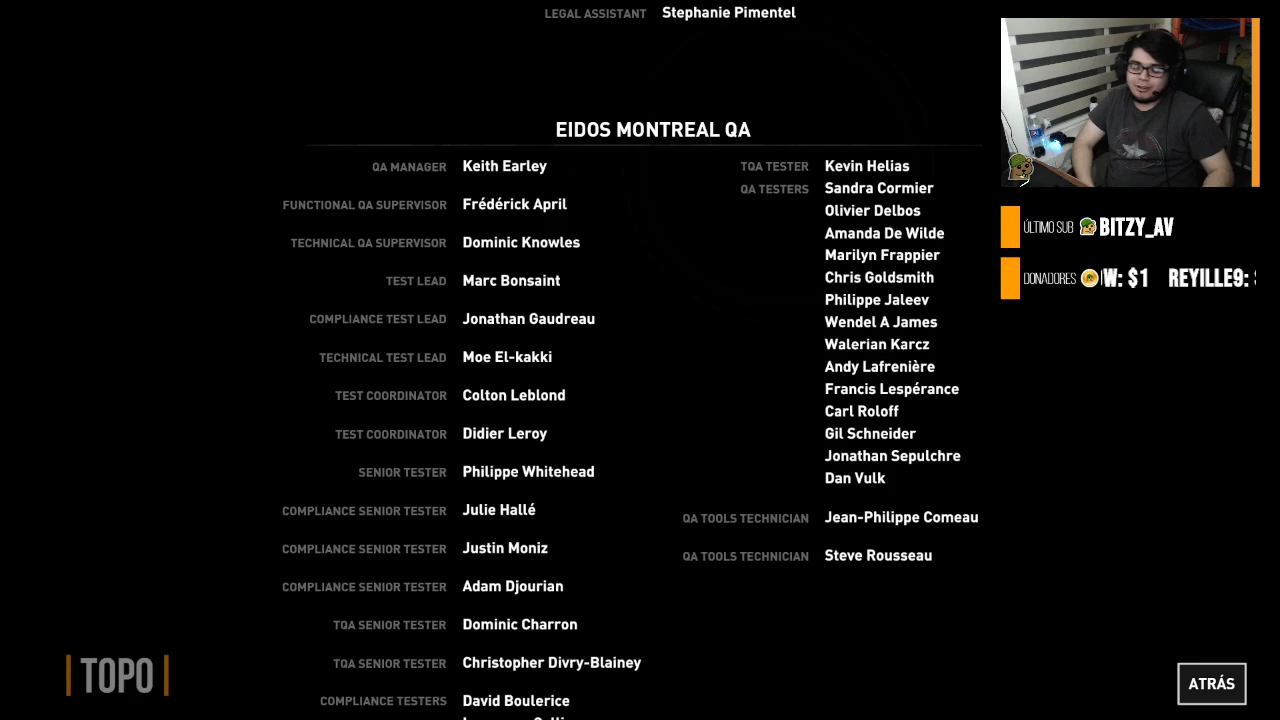 LEGAL ASSISTANT Stephanie Pimentel
EIDOS MONTREAL QA
QA MANAGER Keith Earley
FUNCTIONAL QA SUPERVISOR Frédérick April
TECHNICAL QA SUPERVISOR Dominic Knowles
TEST LEAD Marc Bonsaint
COMPLIANCE TEST LEAD Jonathan Gaudreau
TECHNICAL TEST LEAD Moe El-kakki
TEST COORDINATOR Colton Leblond
TEST COORDINATOR Didier Leroy
SENIOR TESTER Philippe Whitehead
COMPLIANCE SENIOR TESTER Julie Hallé
COMPLIANCE SENIOR TESTER Justin Moniz
COMPLIANCE SENIOR TESTER Adam Djourian
TQA SENIOR TESTER Dominic Charron
TQA SENIOR TESTER Christopher Divry-Blainey
COMPLIANCE TESTERS David Boulerice
TQA TESTER Kevin Helias
QA TESTERS Sandra Cormier
Olivier Delbos
Amanda De Wilde
Marilyn Frappier
Chris Goldsmith
Philippe Jaleev
Wendel A James
Walerian Karcz
Andy Lafrenière
Francis Lespérance
Carl Roloff
Gil Schneider
Jonathan Sepulchre
Dan Vulk
QA TOOLS TECHNICIAN Jean-Philippe Comeau
QA TOOLS TECHNICIAN Steve Rousseau
ÚLTIMO SUB BITZY_AV
DONADORES W: $1 REYILLE9:
| TOPO |
ATRÁS